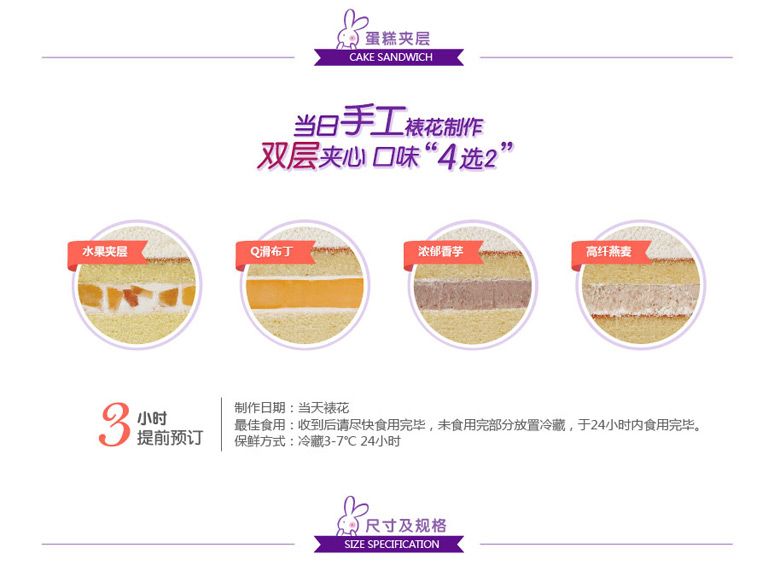 蛋糕夹层
CAKE SANDWICH
当日手工裱花制作
双层夹心 口味“4选2”
水果夹层
Q滑布丁
浓郁香芋
高纤燕麦
3小时
提前预订
制作日期：当天裱花
最佳食用：收到后请尽快食用完毕，未食用完部分放置冷藏，于24小时内食用完毕。
保鲜方式：冷藏3-7℃ 24小时
尺寸及规格
SIZE SPECIFICATION